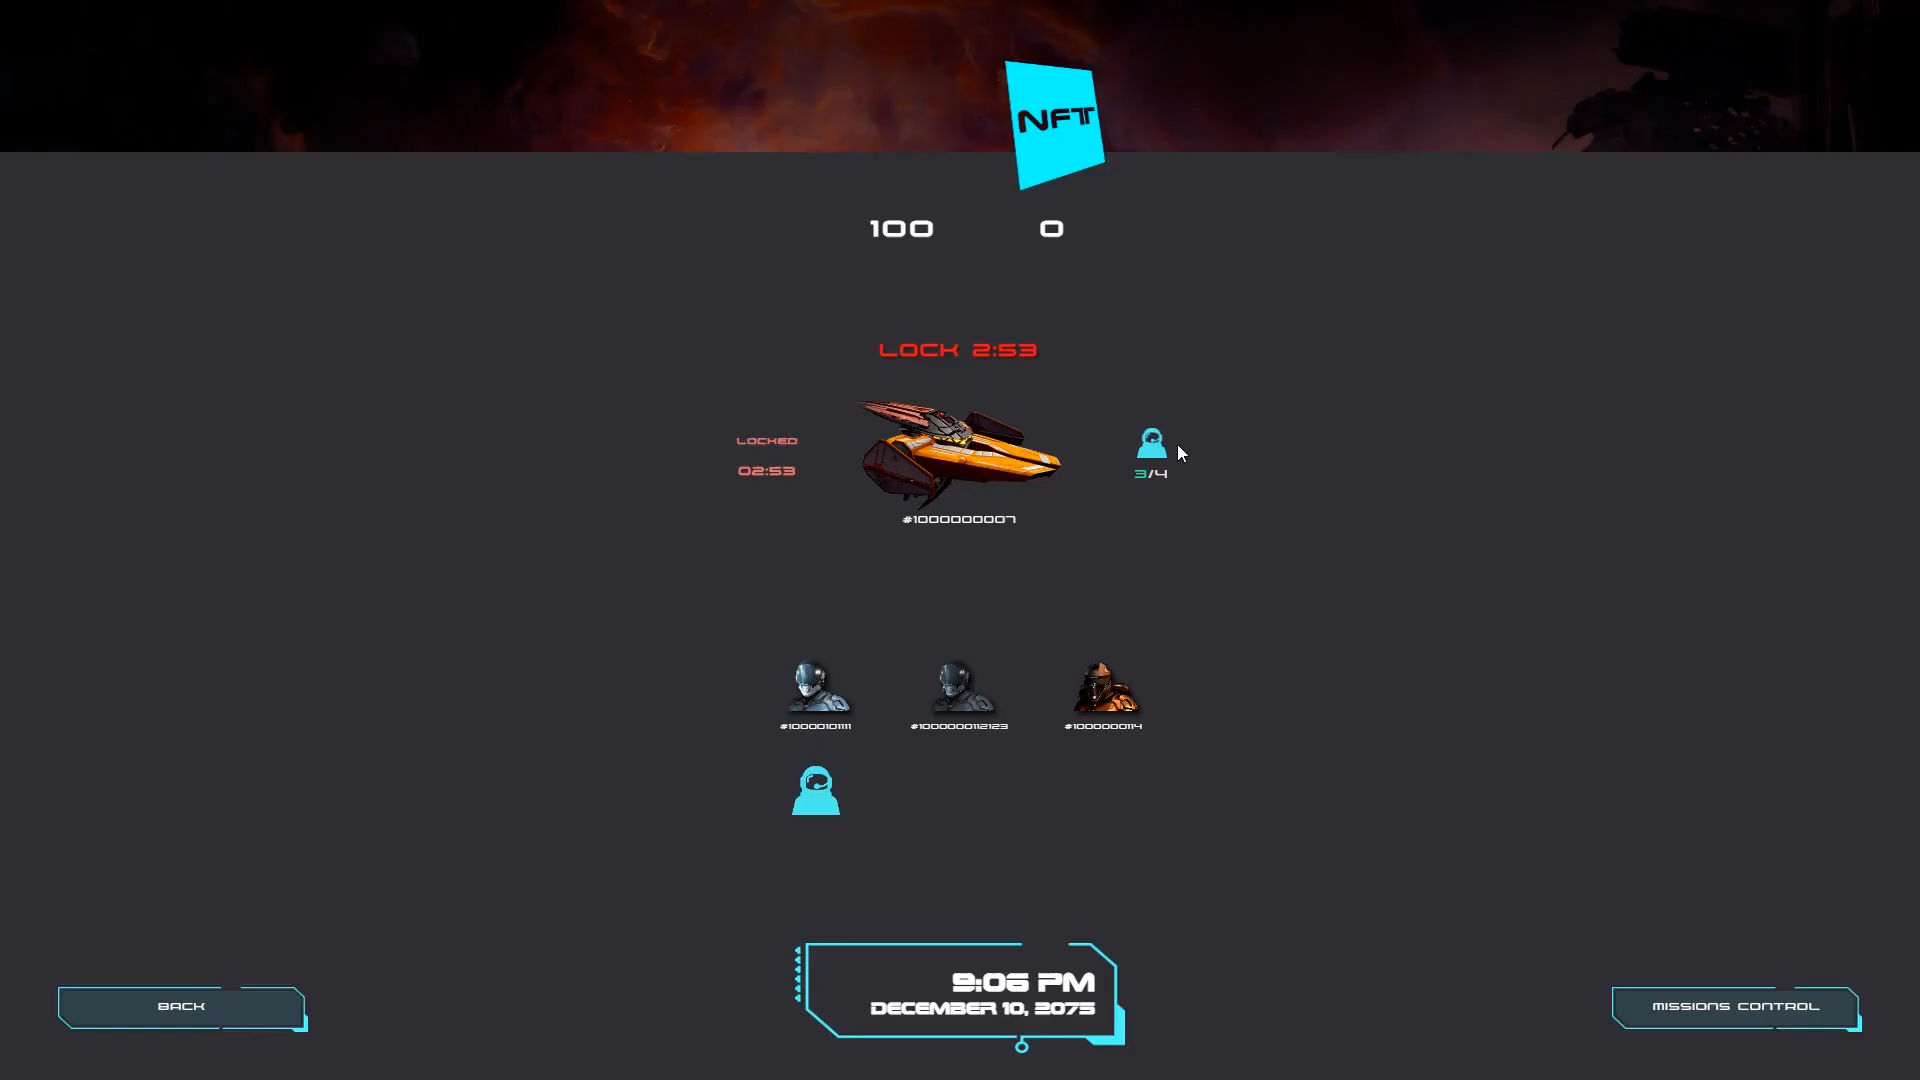 NFT
100
0
LOCK 2:53
LOCKED
02:53
3/4
#1000000007
#1000010111
#1000000112123
#1000000114
9:06 PM
DECEMBER 10, 2075
BACK
MISSIONS CONTROL